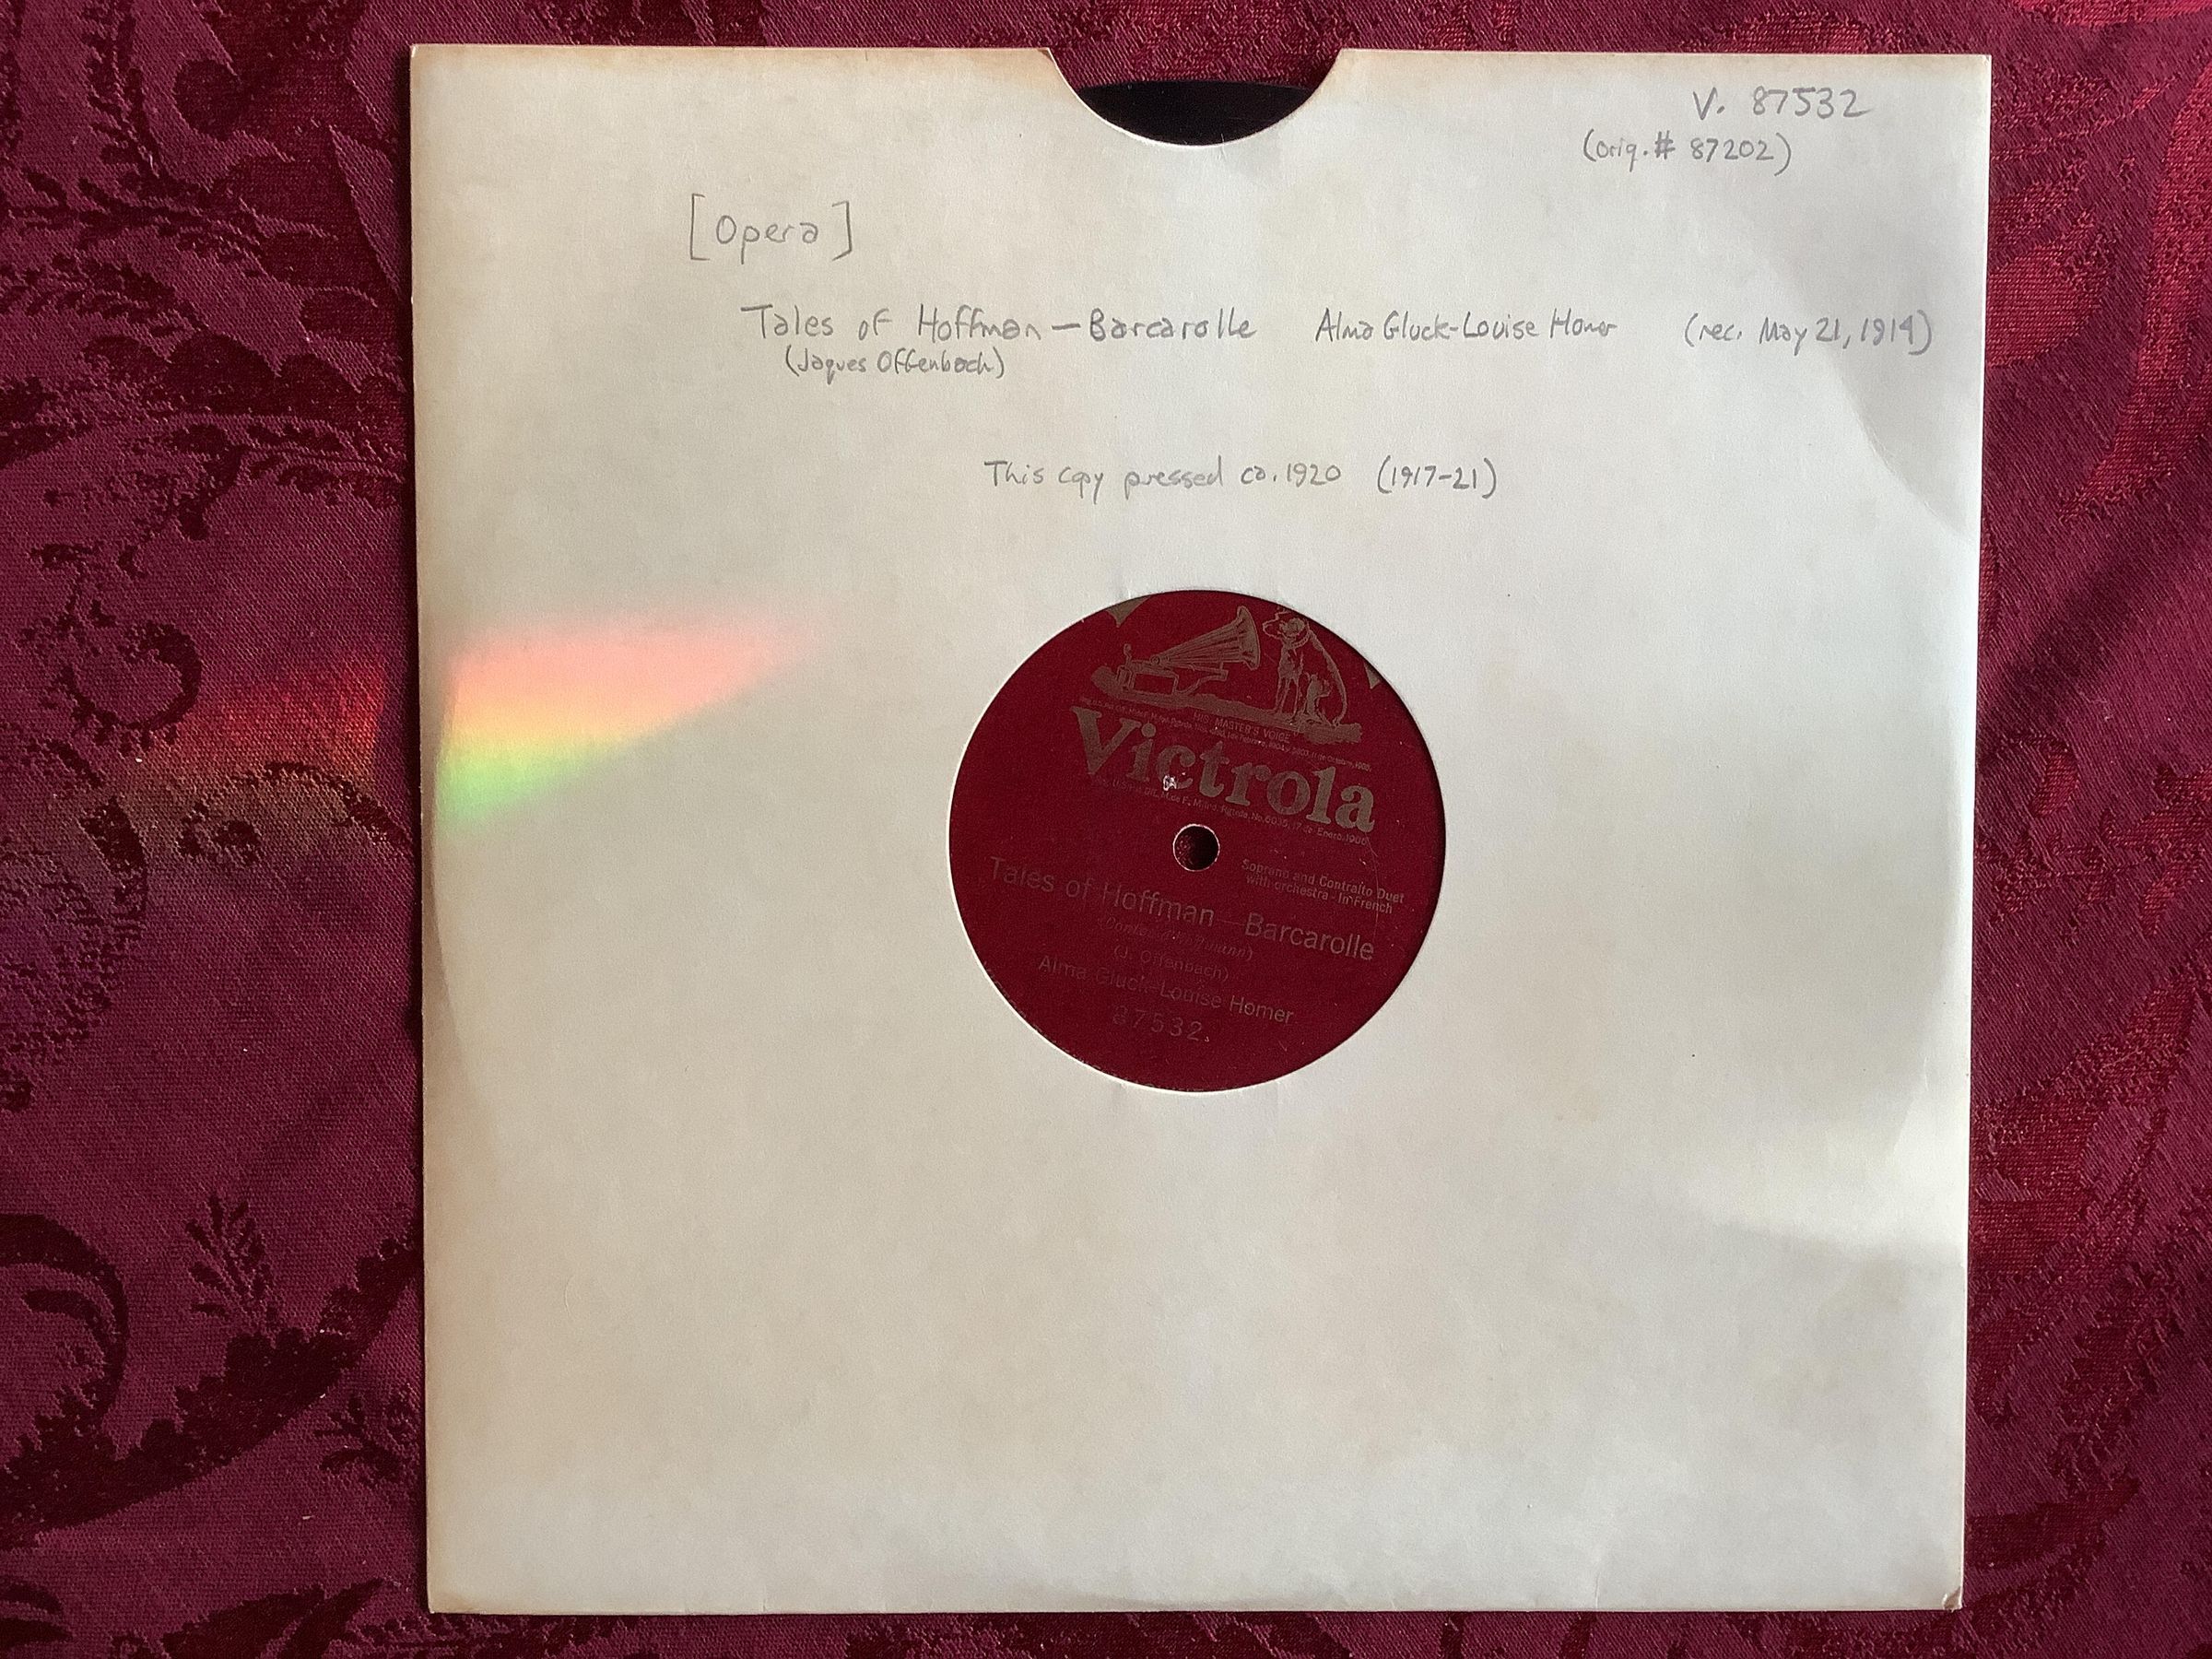 V. 87532
(orig.# 87202)
[Opera]
Tales of Hoffman — Barcarolle Alma Gluck-Louise Homer (rec. May 21, 1914)
(Jaques Offenbach)
This copy pressed ca. 1920 (1917-21)
HIS MASTER'S VOICE
Victrola
Soprano and Contralto Duet
with orchestra - In French
Tales of Hoffman—Barcarolle
(J. Offenbach)
Alma Gluck-Louise Homer
87532.